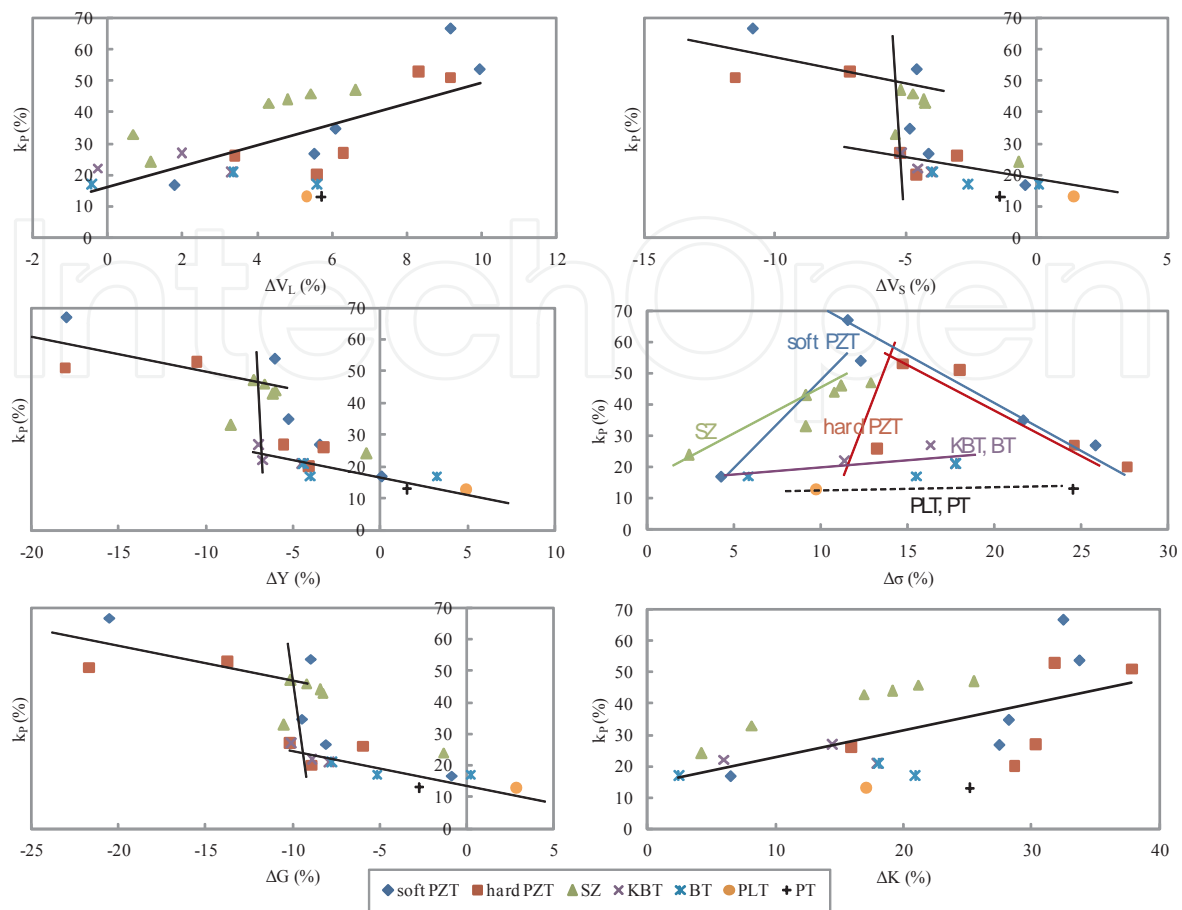 70
60
50
40
30
20
10
0
kP (%)
-2 0 2 4 6 8 10 12
ΔVL (%)
70
60
50
40
30
20
10
0
kP (%)
-15 -10 -5 0 5
ΔVS (%)
70
60
50
40
30
20
10
0
kP (%)
-20 -15 -10 -5 0 5 10
ΔY (%)
70
60
50
40
30
20
10
0
kP (%)
soft PZT
SZ
hard PZT
KBT, BT
PLT, PT
0 5 10 15 20 25 30
Δσ (%)
70
60
50
40
30
20
10
0
kP (%)
-25 -20 -15 -10 -5 0 5
ΔG (%)
70
60
50
40
30
20
10
0
kP (%)
0 10 20 30 40
ΔK (%)
soft PZT hard PZT SZ KBT BT PLT PT
IntechOpen